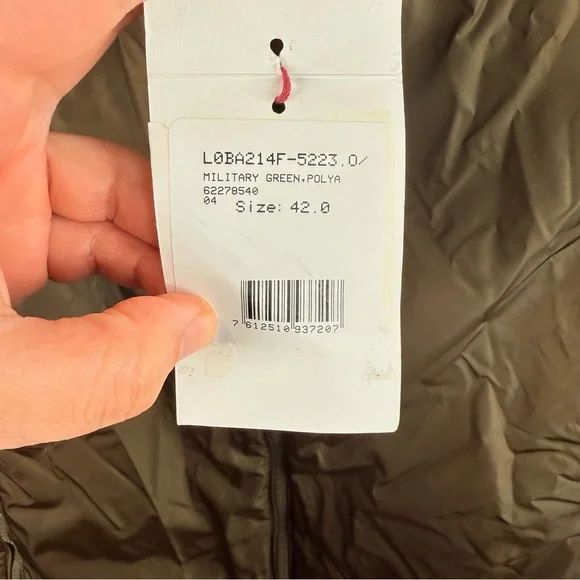 L0BA214F-5223.0/
MILITARY GREEN,POLYA
62278540
04 Size: 42.0
7 612510 937207